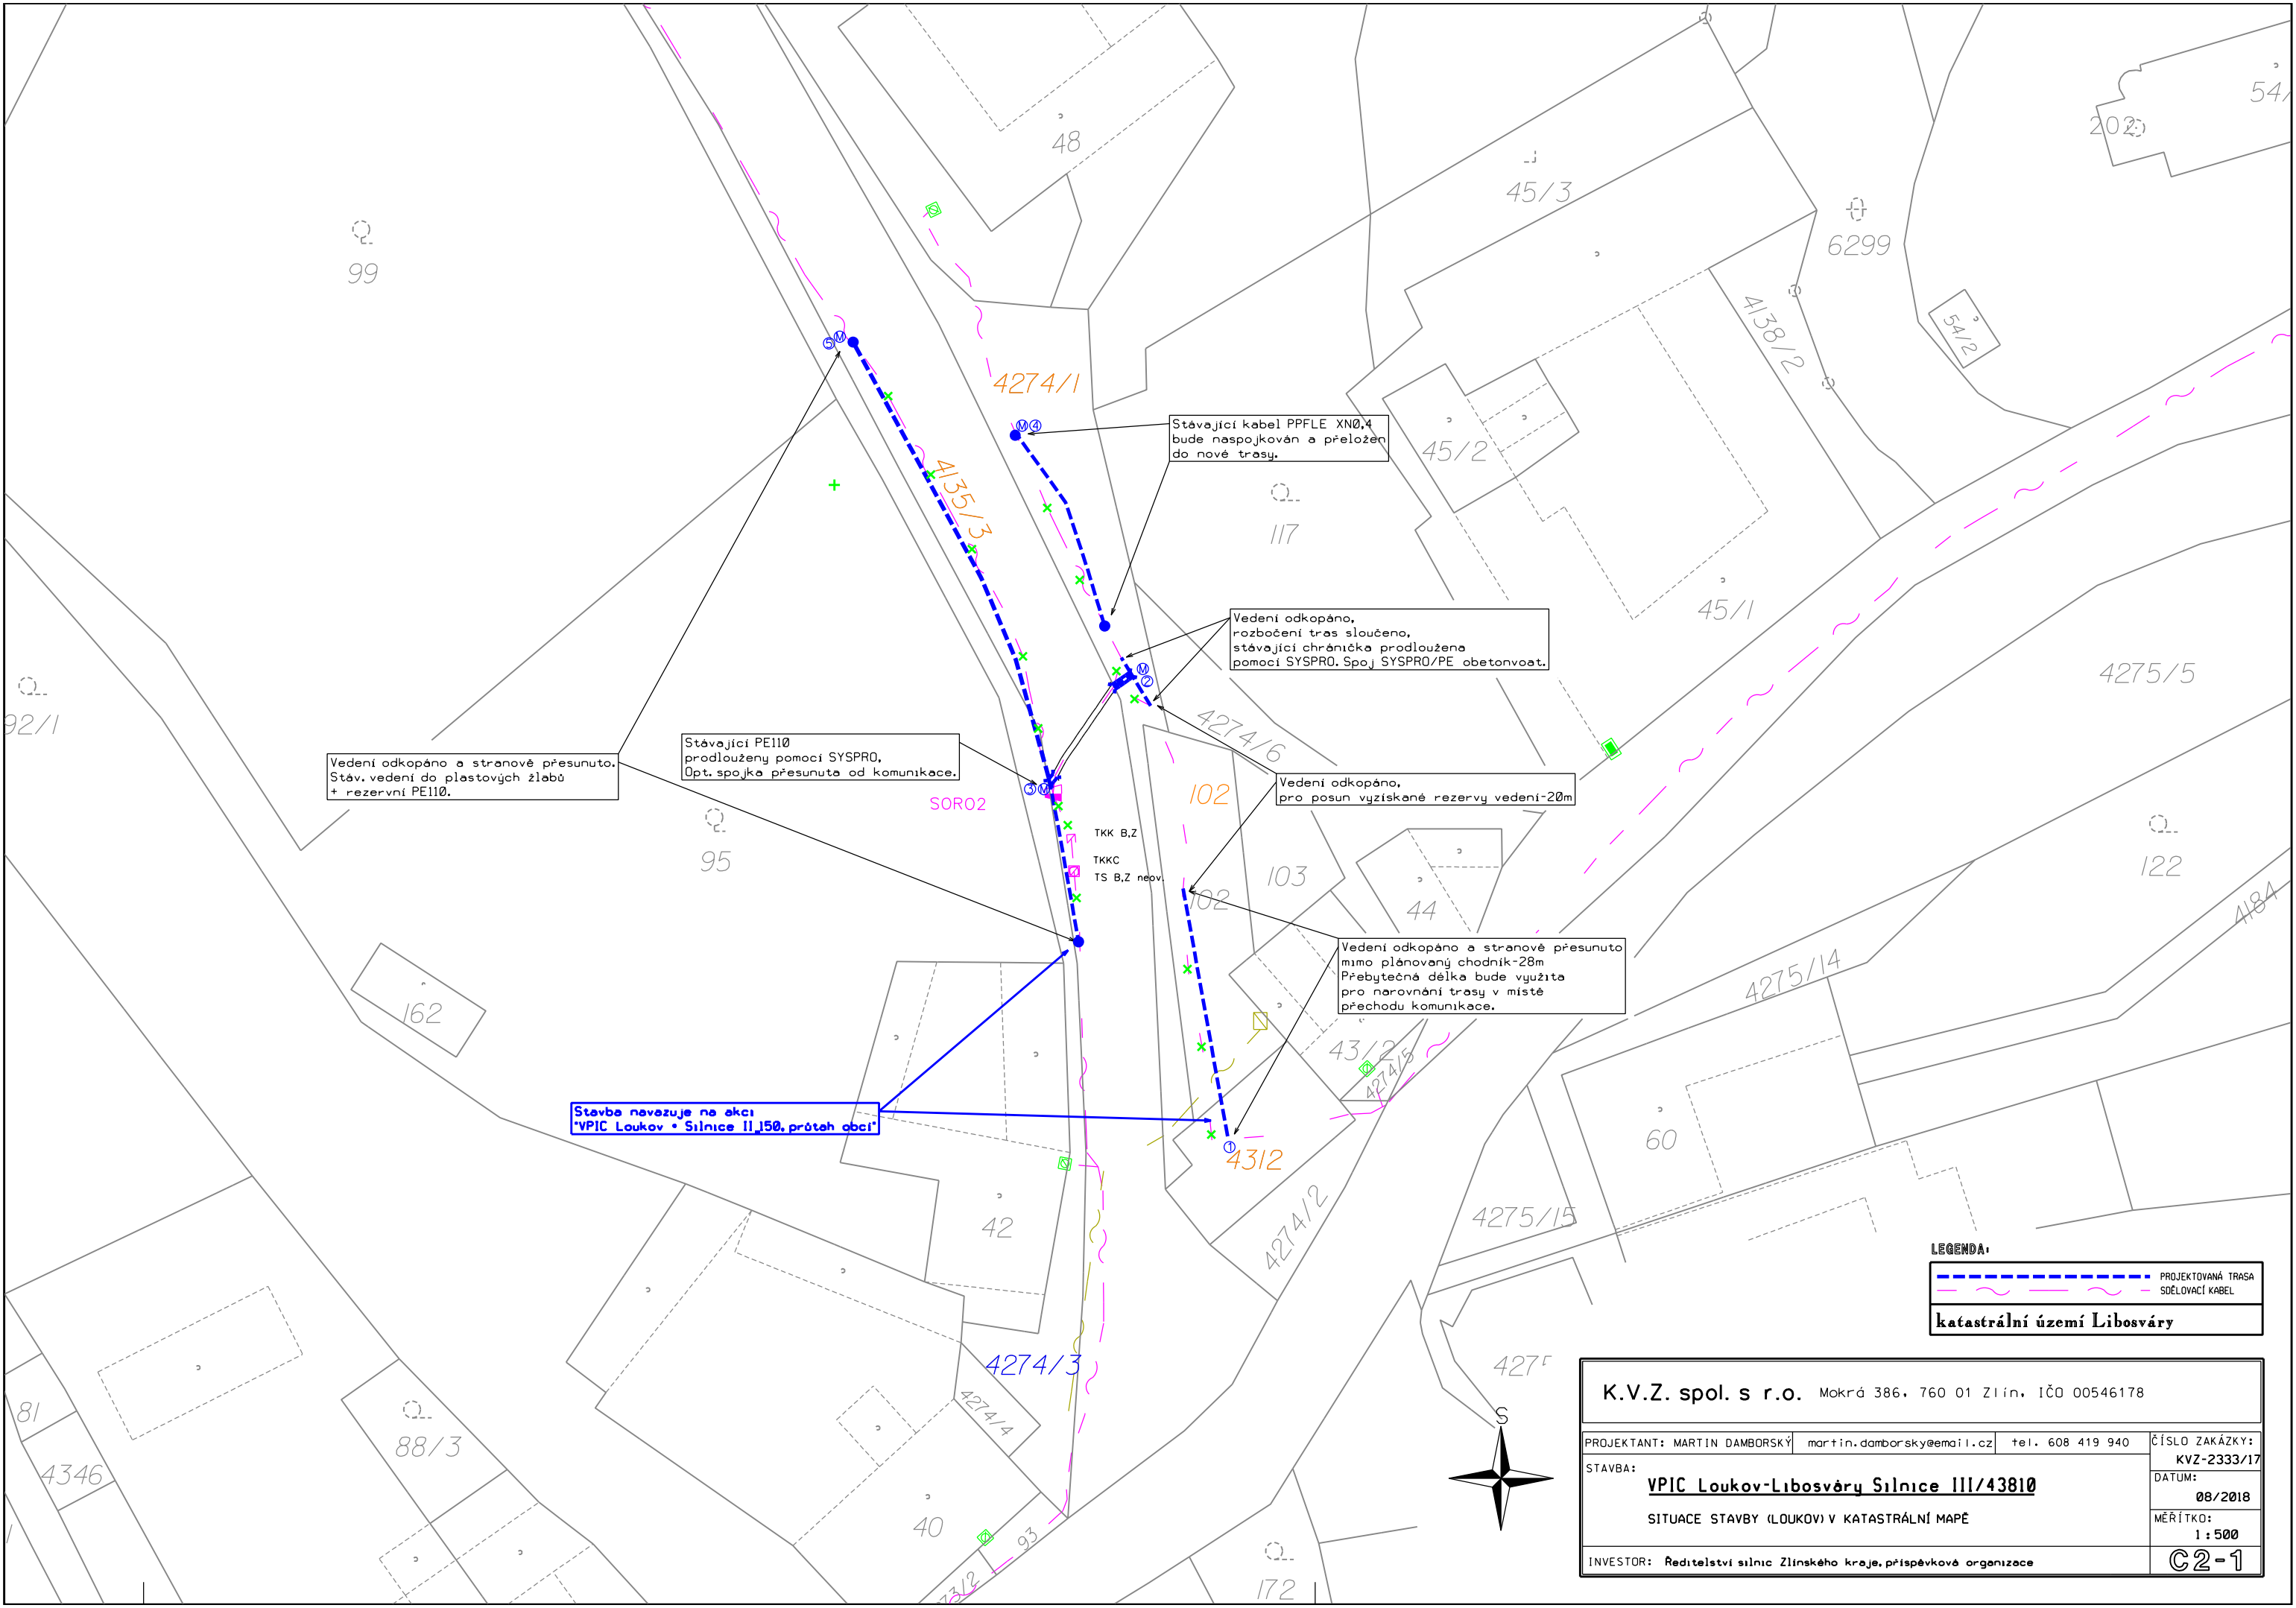 48
54/
202
45/3
6299
99
4138/2
54/2
4274/1
M 4
5 M
Stávající kabel PPFLE XN0,4
bude naspojkován a přeložen
do nové trasy.
45/2
4135/3
117
45/1
Vedení odkopáno,
rozbočení tras sloučeno,
stávající chránička prodloužena
pomocí SYSPRO. Spoj SYSPRO/PE obetonvoat.
M
2
4275/5
92/1
4274/6
Vedení odkopáno a stranově přesunuto.
Stáv. vedení do plastových žlabů
+ rezervní PE110.
Stávající PE110
prodlouženy pomocí SYSPRO,
Opt. spojka přesunuta od komunikace.
3 M
SORO2
102
Vedení odkopáno,
pro posun vyzískané rezervy vedení-20m
TKK B,Z
TKKC
TS B,Z neov.
95
102
103
44
122
4184
Vedení odkopáno a stranově přesunuto
mimo plánovaný chodník-28m
Přebytečná délka bude využita
pro narovnání trasy v místě
přechodu komunikace.
4275/14
162
43/2
4274/5
Stavba navazuje na akci
"VPIC Loukov • Silnice II_150, průtah obcí"
1
4312
60
42
4274/2
4275/15
LEGENDA:
PROJEKTOVANÁ TRASA
SDĚLOVACÍ KABEL
katastrální území Libosváry
4274/3
4274/4
81
4346
88/3
40
93
172
S
K.V.Z. spol. s r.o. Mokrá 386, 760 01 Zlín, IČO 00546178
PROJEKTANT: MARTIN DAMBORSKÝ martin.damborsky@email.cz tel. 608 419 940
ČÍSLO ZAKÁZKY:
KVZ-2333/17
STAVBA:
VPIC Loukov-Libosváry Silnice III/43810
DATUM:
08/2018
SITUACE STAVBY (LOUKOV) V KATASTRÁLNÍ MAPĚ
MĚŘÍTKO:
1:500
INVESTOR: Ředitelství silnic Zlínského kraje, příspěvková organizace
C2-1